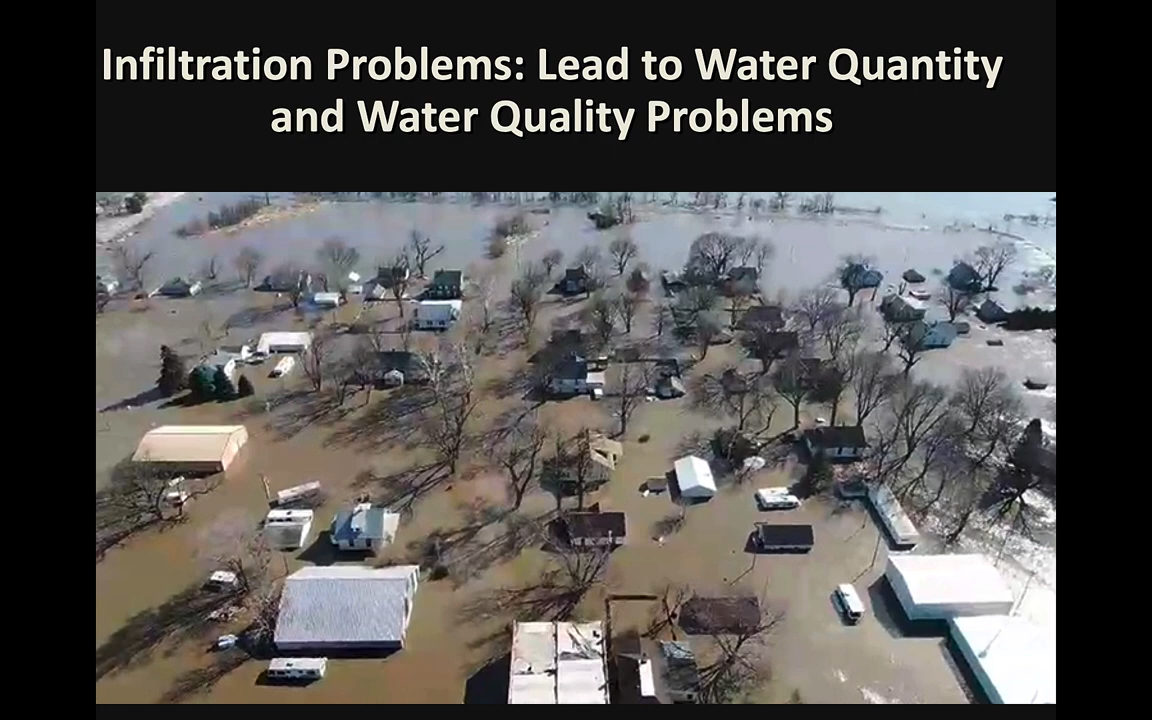 Infiltration Problems: Lead to Water Quantity
and Water Quality Problems